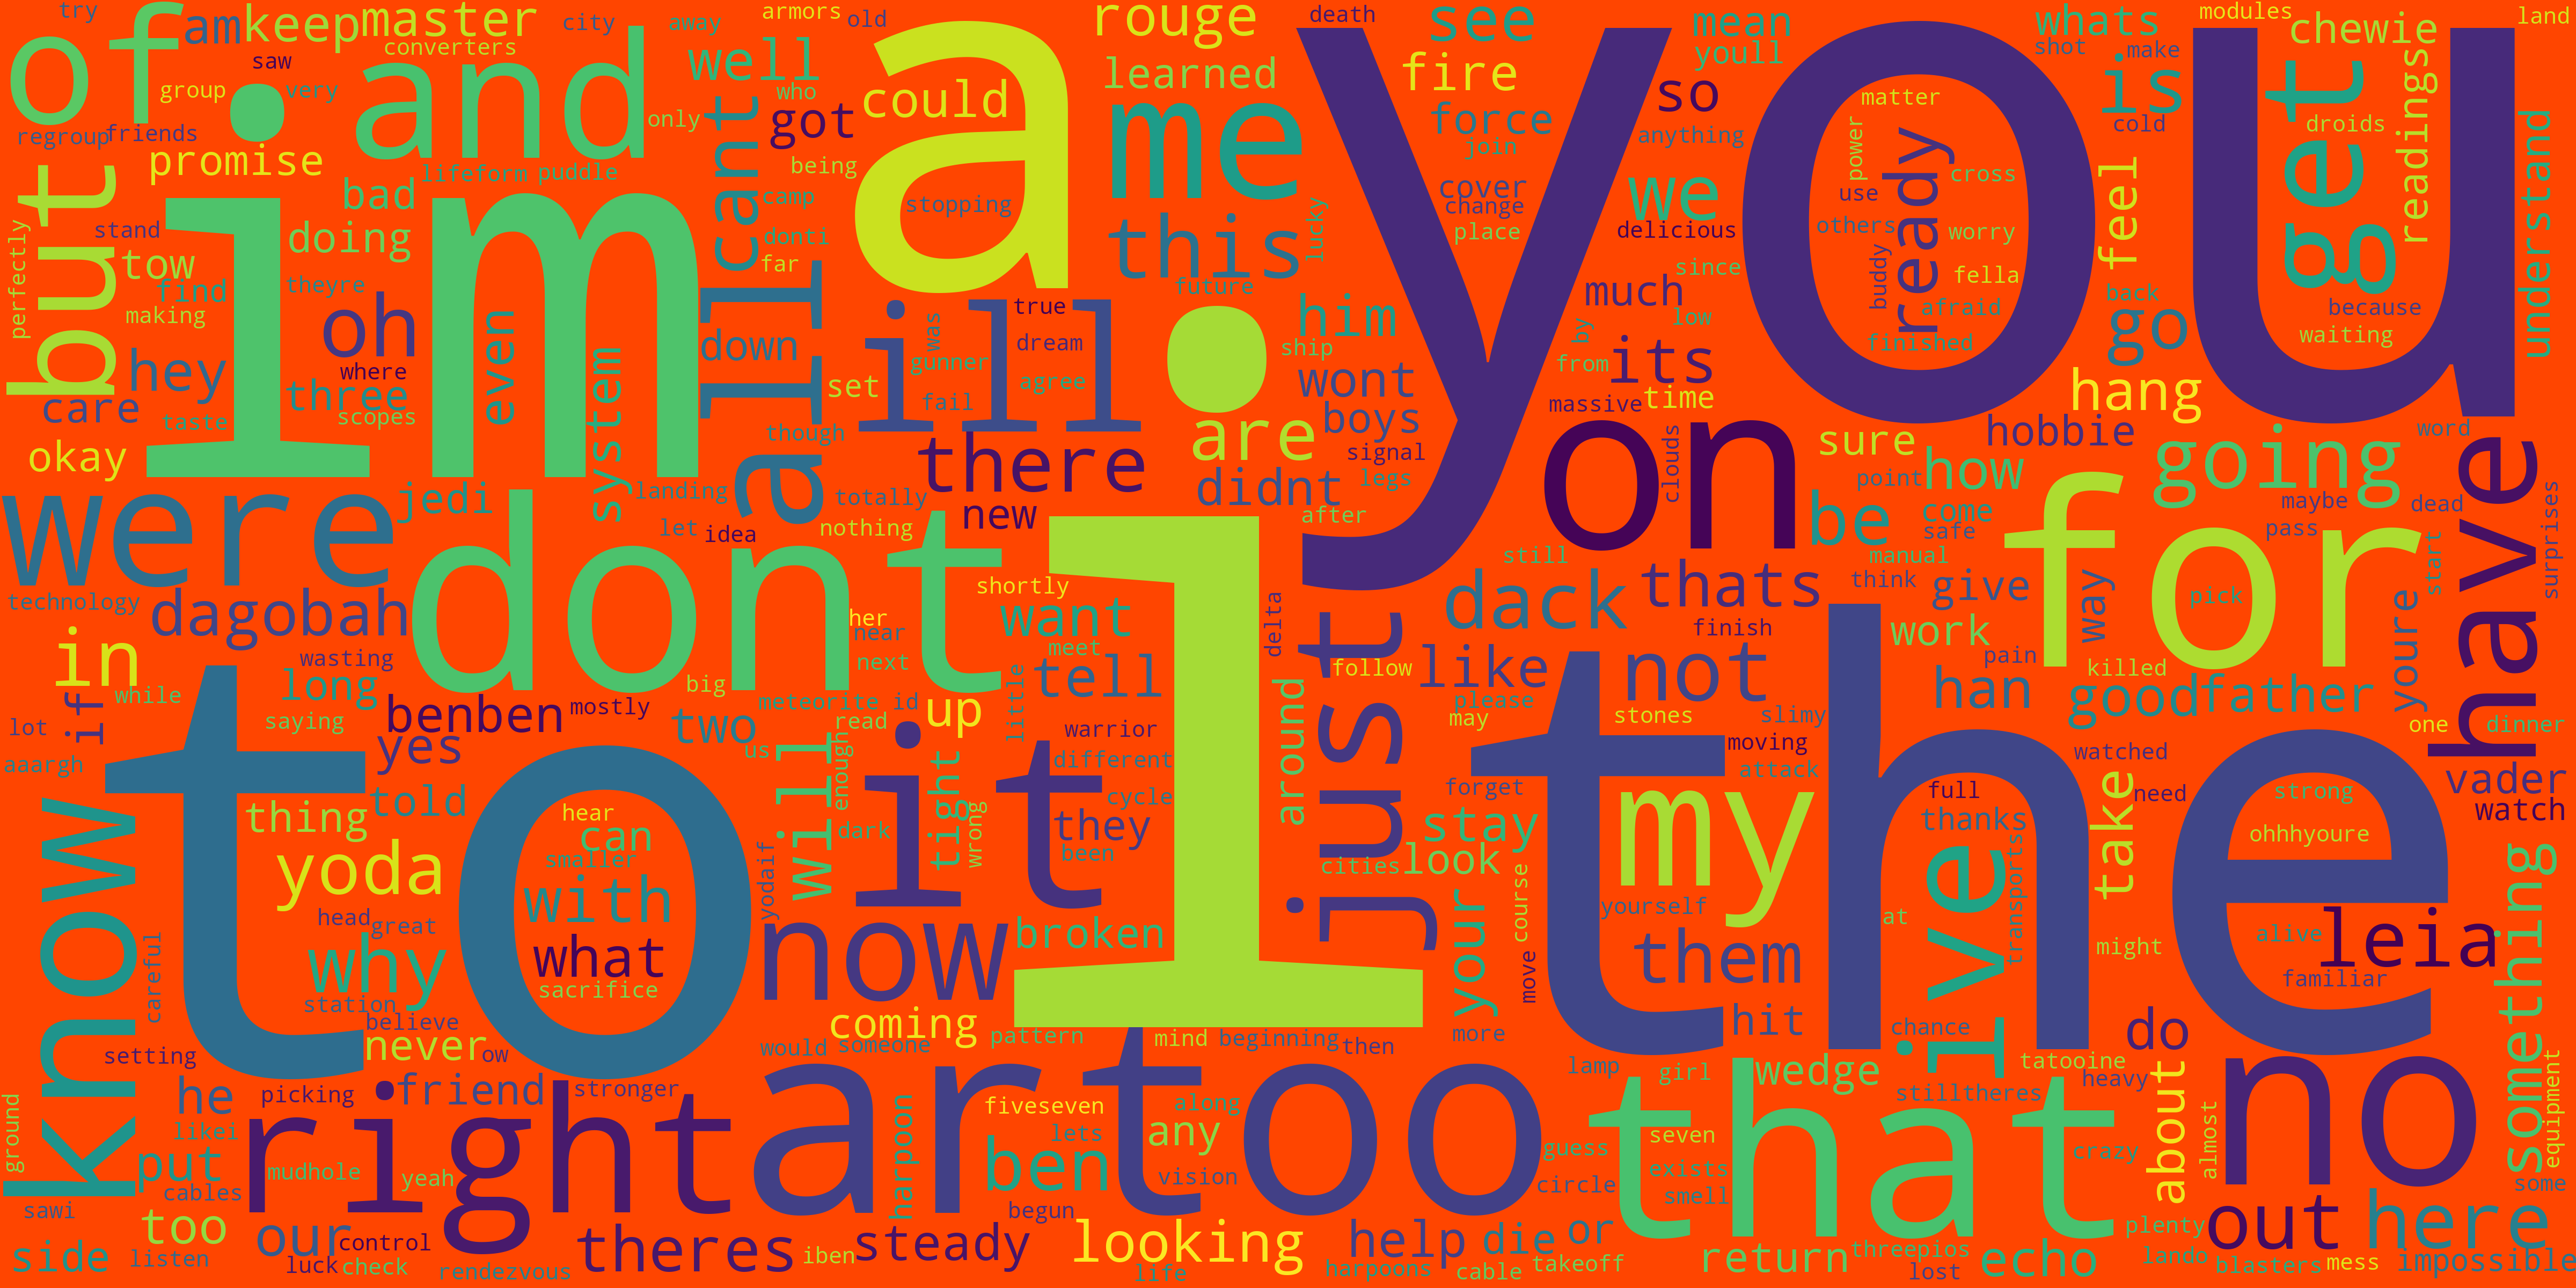 try
of
am
keep
master
city
away
armors
old
a
rouge
death
see
mean
whats
modules
land
converters
saw
and
well
learned
fire
youll
shot
make
chewie
group
very
who
could
you
so
is
get
readings
regroup
friends
only
cant
got
me
force
anything
matter
cold
droids
understand
promise
being
join
power
ready
cross
feel
but
im
bad
lifeform
puddle
camp
stopping
this
lucky
cover
change
we
use
perfectly
stand
doing
donti
place
delicious
others
worry
buddy
tow
far
future
since
fella
back
find
theyre
much
afraid
because
making
oh
even
all
ill
was
true
i
him
by
low
finished
go
waiting
hey
where
system
down
gunner
dream
ship
from
its
three
set
agree
wont
massive
time
hang
care
scopes
fail
are
boys
taste
though
there
signal
on
clouds
sure
hobbie
word
okay
jedi
landing
totally
didnt
legs
point
how
going
have
were
dont
let
idea
nothing
new
after
be
come
safe
for
maybe
dead
pass
surprises
technology
dagobah
shortly
still
manual
start
her
want
delta
just
dack
thats
think
give
way
pick
youre
in
wasting
near
meet
finish
work
pain
while
long
next
little
tell
follow
like
not
killed
if
saying
benben
mostly
big
meteorite
id
up
around
please
han
good
father
lot
yes
two
us
read
enough
warrior
may
stones
slimy
one
dinner
aaargh
to
it
different
the
moving
attack
watched
vader
know
thing
told
hear
can
yodaif
will
tight
wrong
cycle
they
forget
stay
my
full
thanks
take
need
strong
watch
yoda
smaller
dark
been
cities
look
ive
transports
ohhhyoure
something
careful
head
great
with
now
broken
your
course
yourself
at
alive
leia
why
what
sacrifice
move
them
might
familiar
station
believe
coming
pattern
mind
beginning
then
more
hit
chance
do
setting
never
ow
would
someone
lamp
girl
wedge
tatooine
no
he
picking
friend
stronger
artoo
that
stilltheres
heavy
about
almost
equipment
ground
likei
right
harpoon
fiveseven
along
lets
any
guess
seven
crazy
put
mudhole
yeah
ben
vision
exists
cables
circle
smell
some
sawi
too
our
control
begun
help
die
or
plenty
out
here
side
listen
luck
check
theres
rendezvous
iben
steady
looking
life
harpoons
cable
takeoff
return
threepios
lost
echo
lando
blasters
mess
impossible